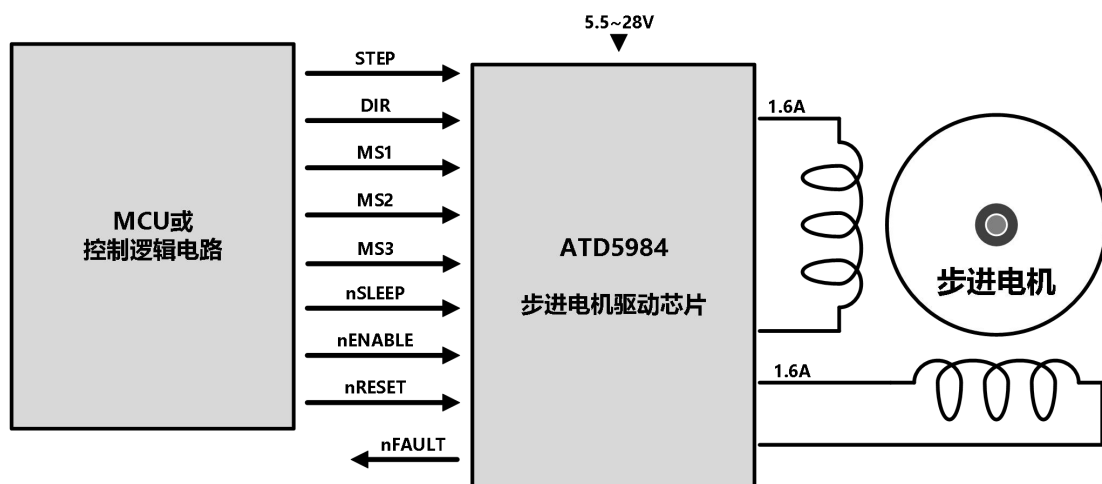 5.5~28V
STEP
DIR
MS1
MS2
MS3
nSLEEP
nENABLE
nRESET
nFAULT
MCU或
控制逻辑电路
ATD5984
步进电机驱动芯片
1.6A
1.6A
步进电机